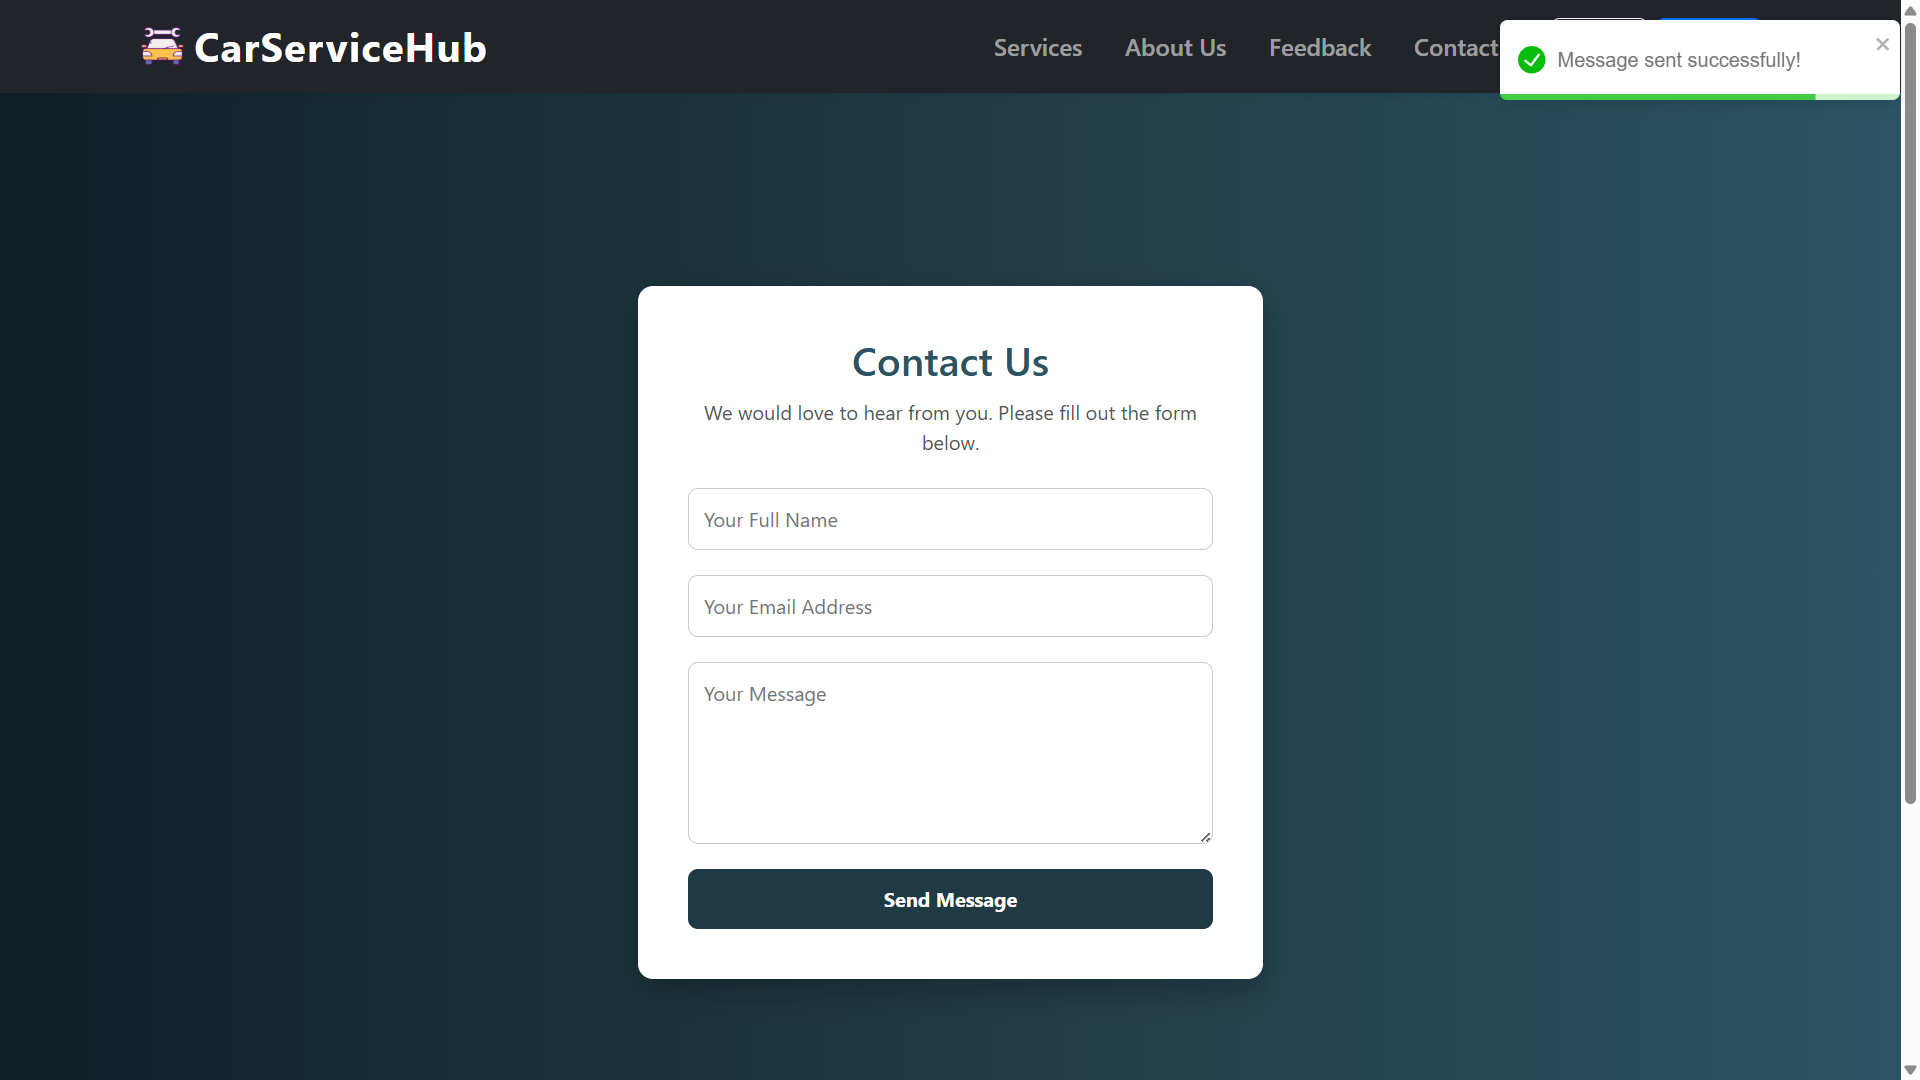 CarServiceHub
Services
About Us
Feedback
Contact
Message sent successfully!
Contact Us
We would love to hear from you. Please fill out the form
below.
Your Full Name
Your Email Address
Your Message
Send Message